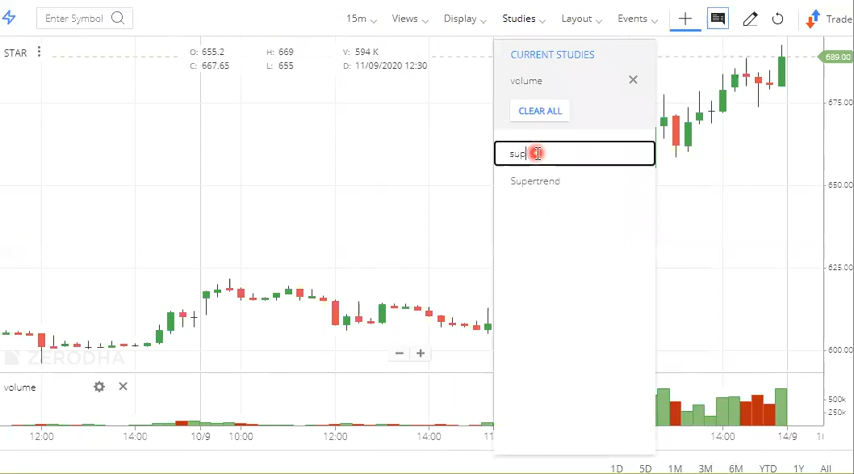 Enter Symbol 15m Views Display Studies Layout Events Trade
STAR O: 655.2 H: 669 V: 594 K
C: 667.65 L: 655 D: 11/09/2020 12:30
CURRENT STUDIES
volume
CLEAR ALL
sup
Supertrend
689.00
675.00
650.00
625.00
600.00
ZERODHA
volume
500k
250k
12:00 14:00 10/9 10:00 12:00 14:00 14:00 14/9
1D 5D 1M 3M 6M YTD 1Y All